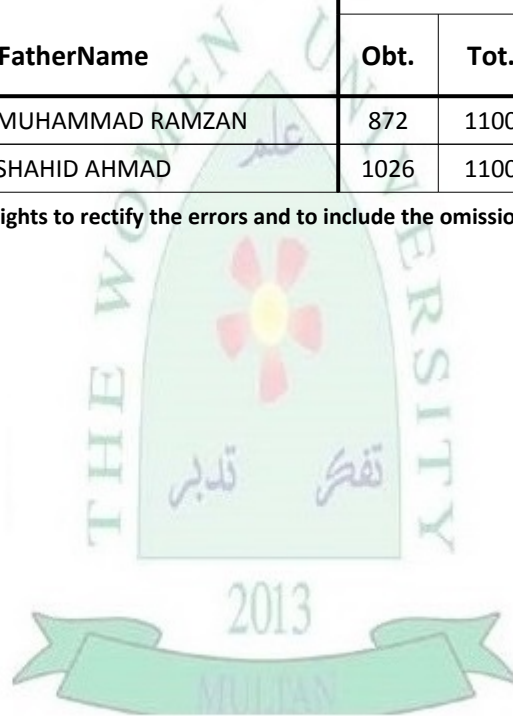 FatherName Obt. Tot.
MUHAMMAD RAMZAN 872 1100
SHAHID AHMAD 1026 1100
ights to rectify the errors and to include the omissio
THE WOMEN UNIVERSITY
علم
تدبر تفکر
2013
MULTAN